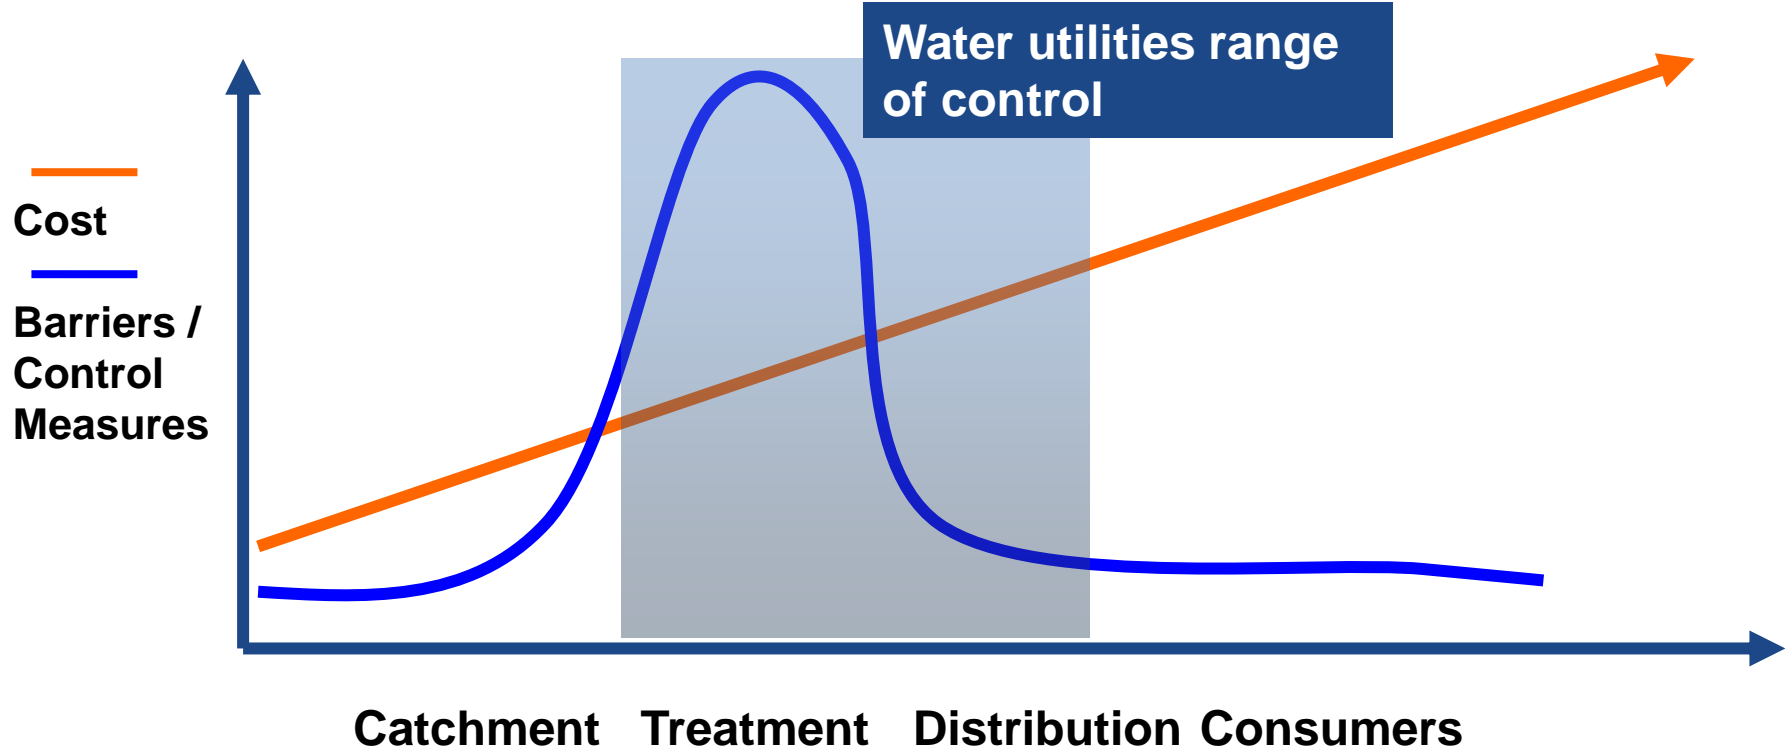 Water utilities range
of control
Cost
Barriers /
Control
Measures
Catchment Treatment Distribution Consumers